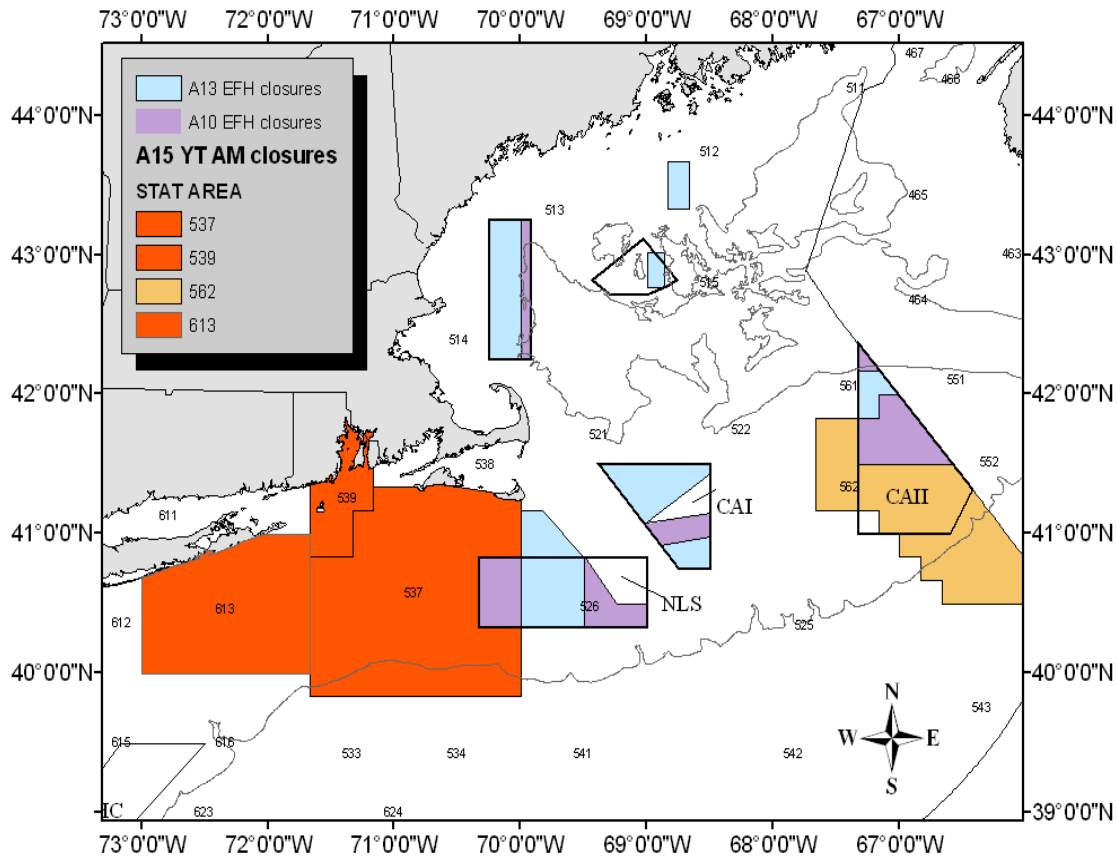 73°0'0"W 72°0'0"W 71°0'0"W 70°0'0"W 69°0'0"W 68°0'0"W 67°0'0"W
44°0'0"N
43°0'0"N
42°0'0"N
41°0'0"N
40°0'0"N
39°0'0"N
A13 EFH closures
A10 EFH closures
A15 YT AM closures
STAT AREA
537
539
562
613
467
466
511
512
465
513
463
515
464
514
561
551
521
522
538
552
539
562
CAII
611
CAI
537
613
526
NLS
612
525
N
W E
S
543
615
616
533
534
541
542
IC
623
624
44°0'0"N
43°0'0"N
42°0'0"N
41°0'0"N
40°0'0"N
39°0'0"N
73°0'0"W 72°0'0"W 71°0'0"W 70°0'0"W 69°0'0"W 68°0'0"W 67°0'0"W